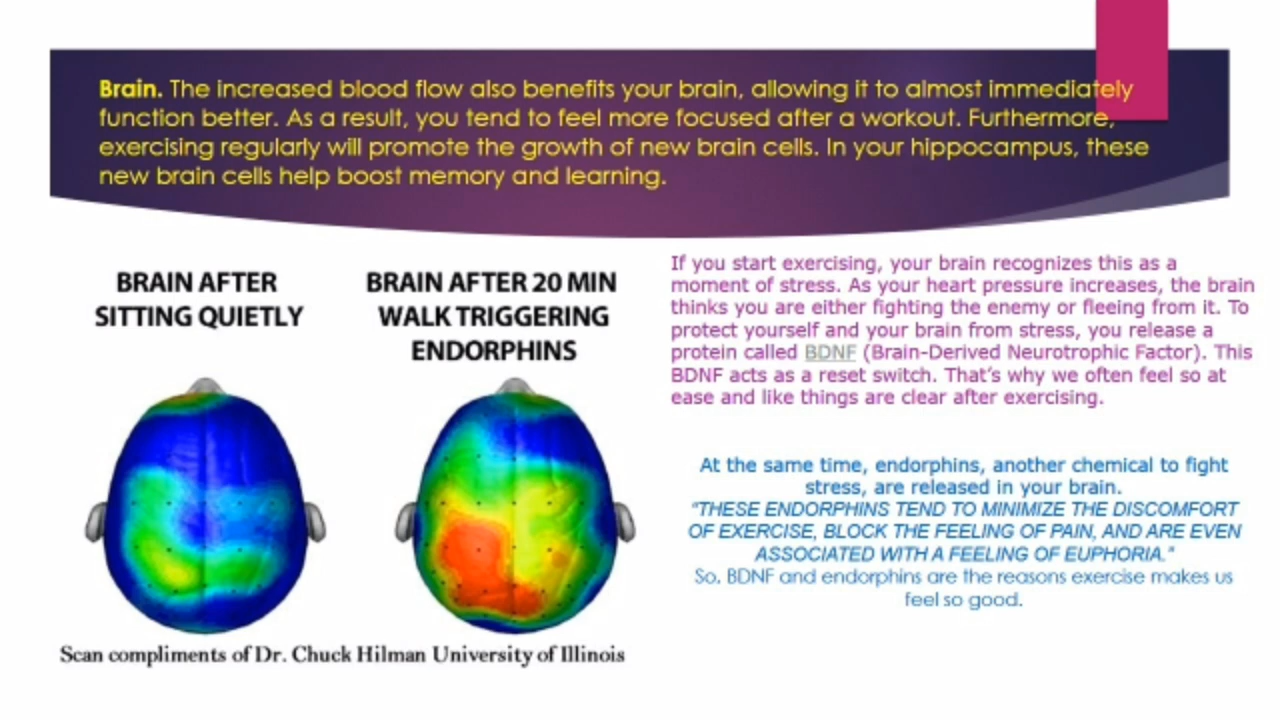 Brain. The increased blood flow also benefits your brain, allowing it to almost immediately
function better. As a result, you tend to feel more focused after a workout. Furthermore,
exercising regularly will promote the growth of new brain cells. In your hippocampus, these
new brain cells help boost memory and learning.
BRAIN AFTER
SITTING QUIETLY
BRAIN AFTER 20 MIN
WALK TRIGGERING
ENDORPHINS
Scan compliments of Dr. Chuck Hilman University of Illinois
If you start exercising, your brain recognizes this as a
moment of stress. As your heart pressure increases, the brain
thinks you are either fighting the enemy or fleeing from it. To
protect yourself and your brain from stress, you release a
protein called BDNF (Brain-Derived Neurotrophic Factor). This
BDNF acts as a reset switch. That's why we often feel so at
ease and like things are clear after exercising.
At the same time, endorphins, another chemical to fight
stress, are released in your brain.
"THESE ENDORPHINS TEND TO MINIMIZE THE DISCOMFORT
OF EXERCISE, BLOCK THE FEELING OF PAIN, AND ARE EVEN
ASSOCIATED WITH A FEELING OF EUPHORIA."
So, BDNF and endorphins are the reasons exercise makes us
feel so good.